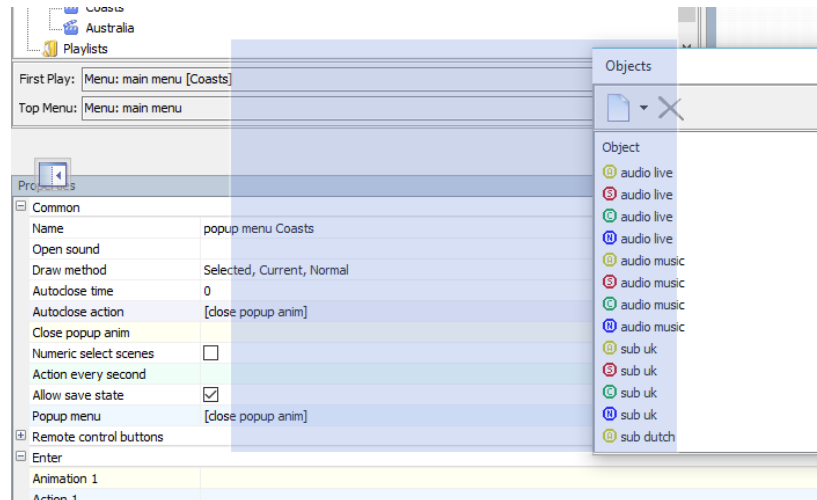 Coasts
Australia
Playlists
First Play: Menu: main menu [Coasts]
Top Menu: Menu: main menu
Properties
Common
Name popup menu Coasts
Open sound
Draw method Selected, Current, Normal
Autoclose time 0
Autoclose action [close popup anim]
Close popup anim
Numeric select scenes
Action every second
Allow save state
Popup menu [close popup anim]
Remote control buttons
Enter
Animation 1
Action 1
Objects
Object
A audio live
S audio live
C audio live
N audio live
A audio music
S audio music
C audio music
N audio music
A sub uk
S sub uk
C sub uk
N sub uk
A sub dutch